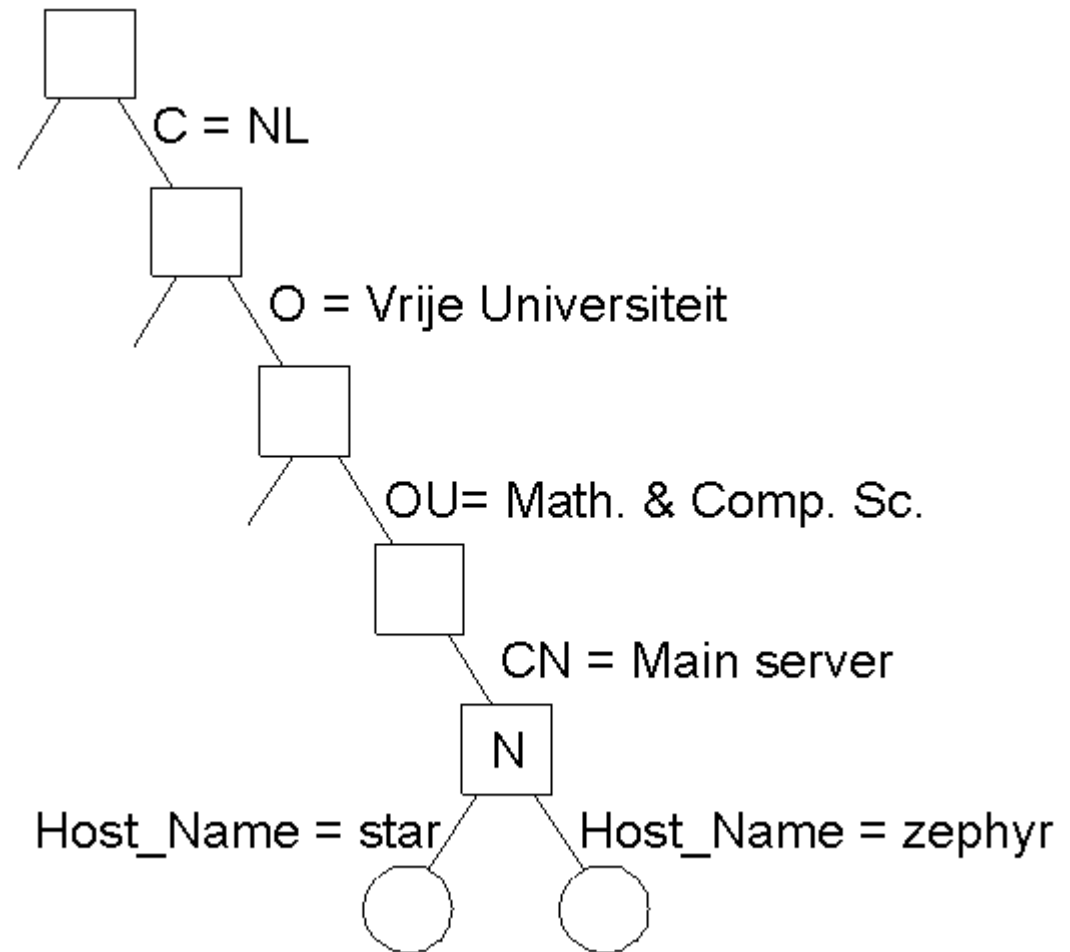 C = NL
O = Vrije Universiteit
OU= Math. & Comp. Sc.
CN = Main server
N
Host_Name = star
Host_Name = zephyr